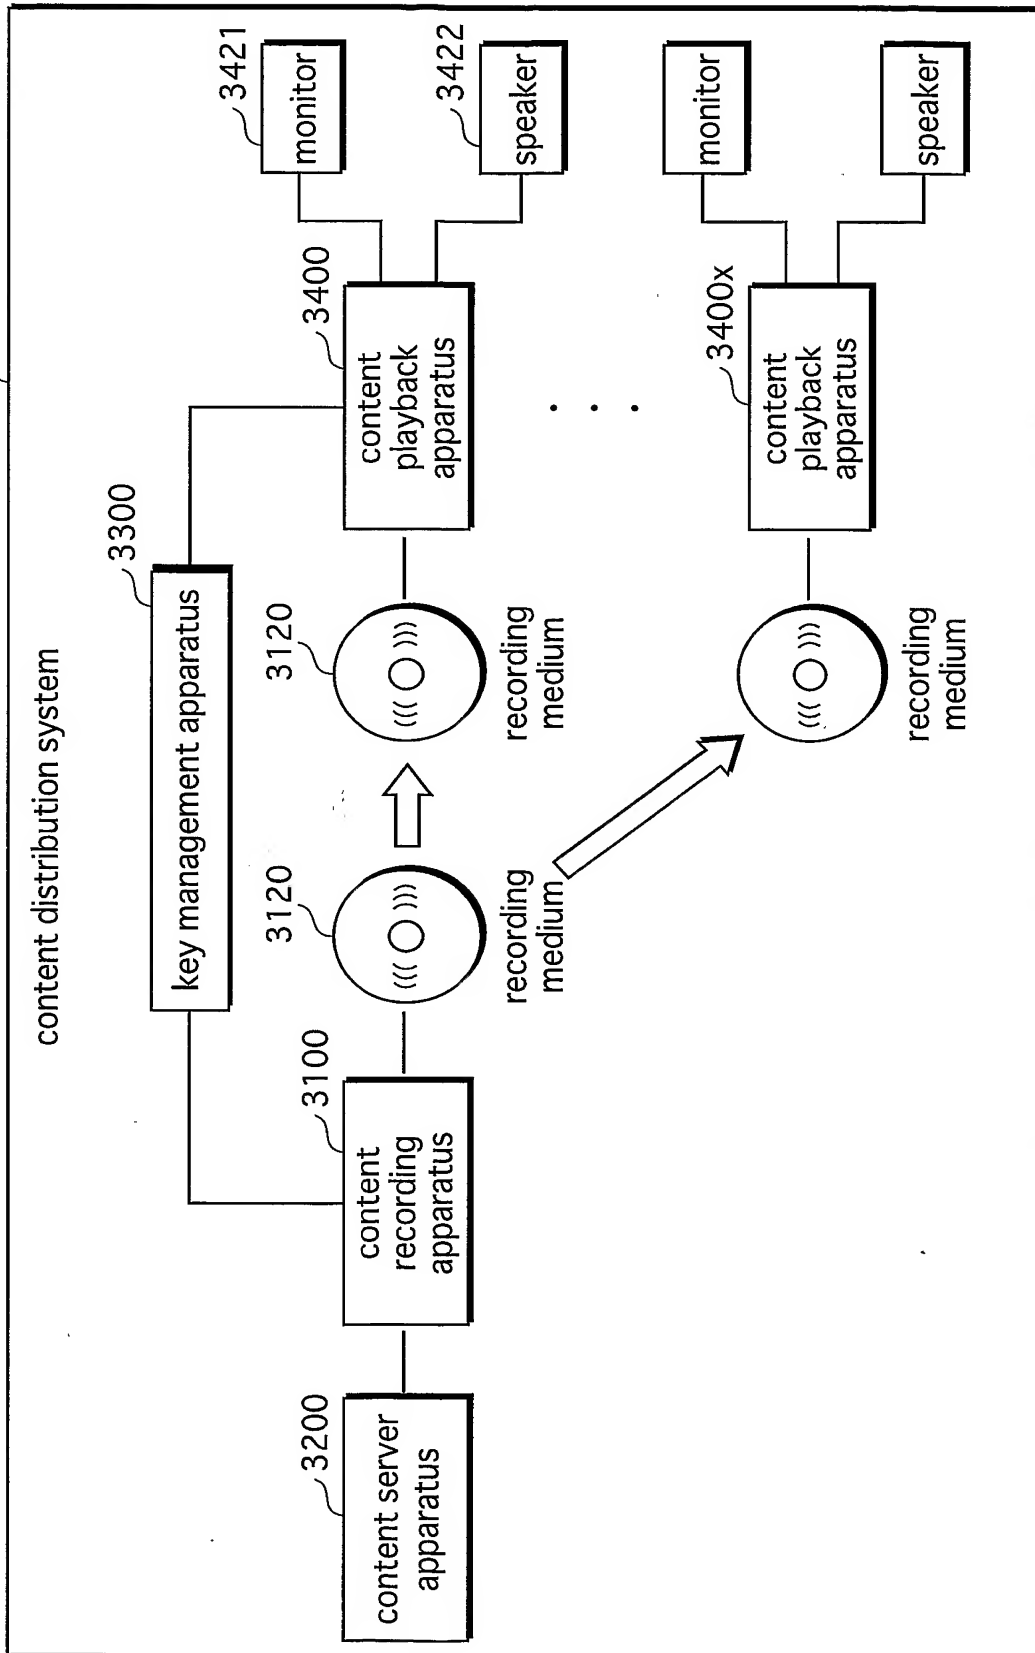 content distribution system
3300
key management apparatus
3200
content server
apparatus
3100
content
recording
apparatus
3120
recording
medium
3120
recording
medium
3400
content
playback
apparatus
3421
monitor
3422
speaker
. . .
recording
medium
3400x
content
playback
apparatus
monitor
speaker